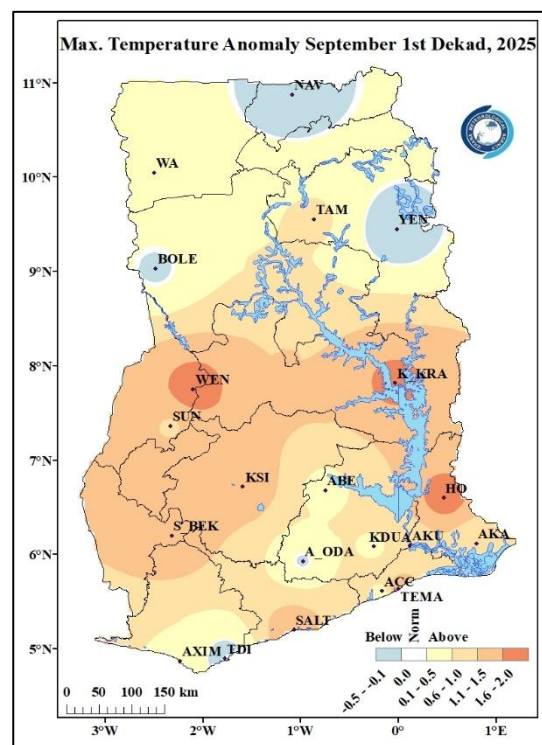 Max. Temperature Anomaly September 1st Dekad, 2025
11°N
NAV
WA
10°N
TAM
YEN
BOLE
9°N
8°N
WEN
K_KRA
SUN
7°N
KSI
ABE
HO
S_BEK
6°N
A_ODA
KDUA
AKU
AKA
ACC
TEMA
SALT
5°N
AXIM
TDI
Below
Norm
Above
-0.5 - -0.1
0.0
0.1 - 0.5
0.6 - 1.0
1.1 - 1.5
1.6 - 2.0
0 50 100 150 km
3°W 2°W 1°W 0° 1°E